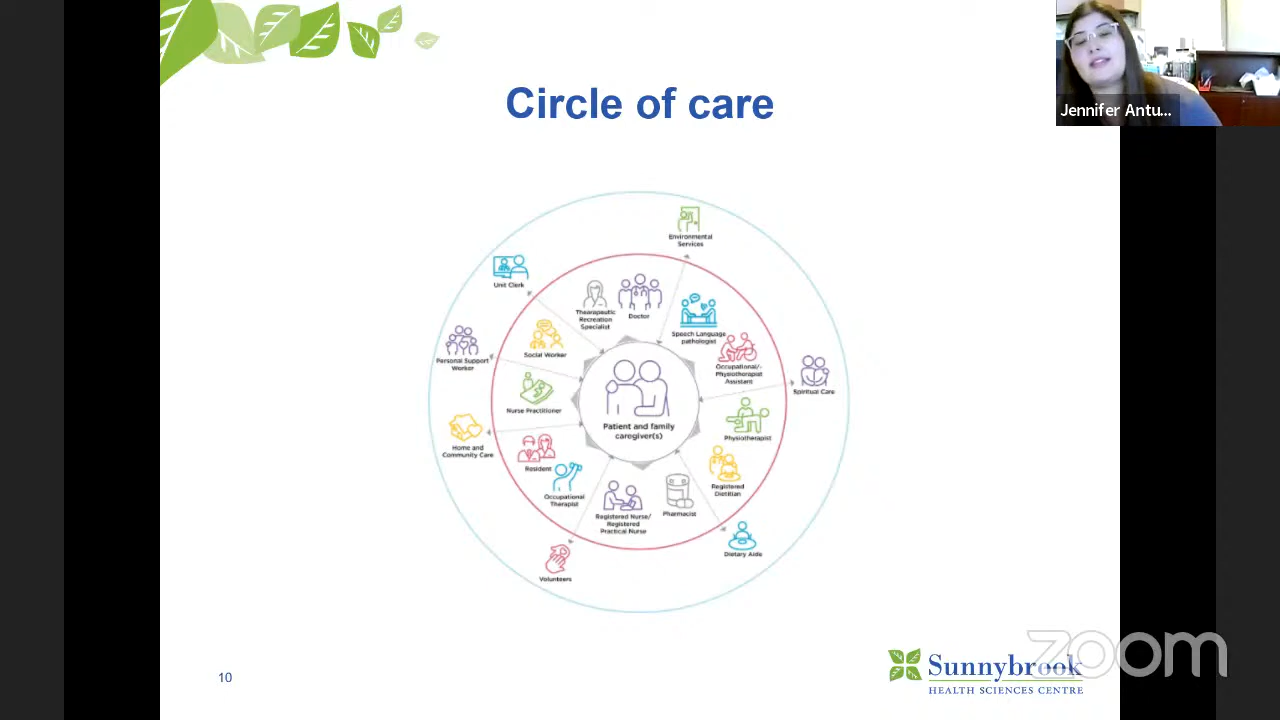 Circle of care
Jennifer Antu...
Environmental
Services
Unit Clerk
Thearapeutic
Recreation
Specialist
Doctor
Speech Language
pathologist
Social Worker
Personal Support
Worker
Occupational/-
Physiotherapist
Assistant
Spiritual Care
Nurse Practitioner
Patient and family
caregiver(s)
Physiotherapist
Home and
Community Care
Resident
Occupational
Therapist
Registered
Dietitian
Registered Nurse/
Registered
Practical Nurse
Pharmacist
Dietary Aide
Volunteers
10
Sunnybrook
HEALTH SCIENCES CENTRE
zoom